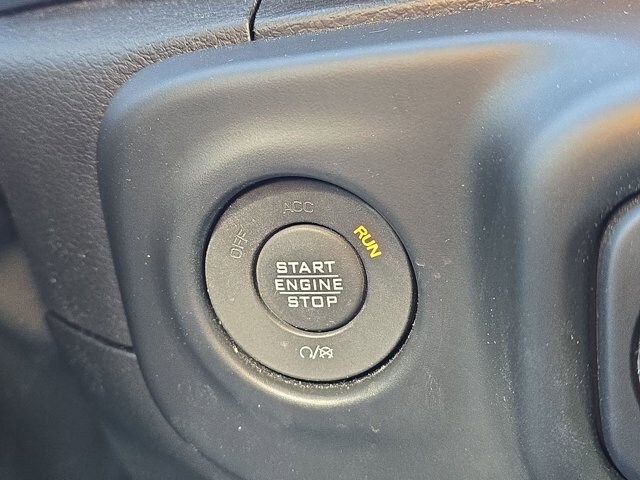 ACC
OFF
RUN
START
ENGINE
STOP